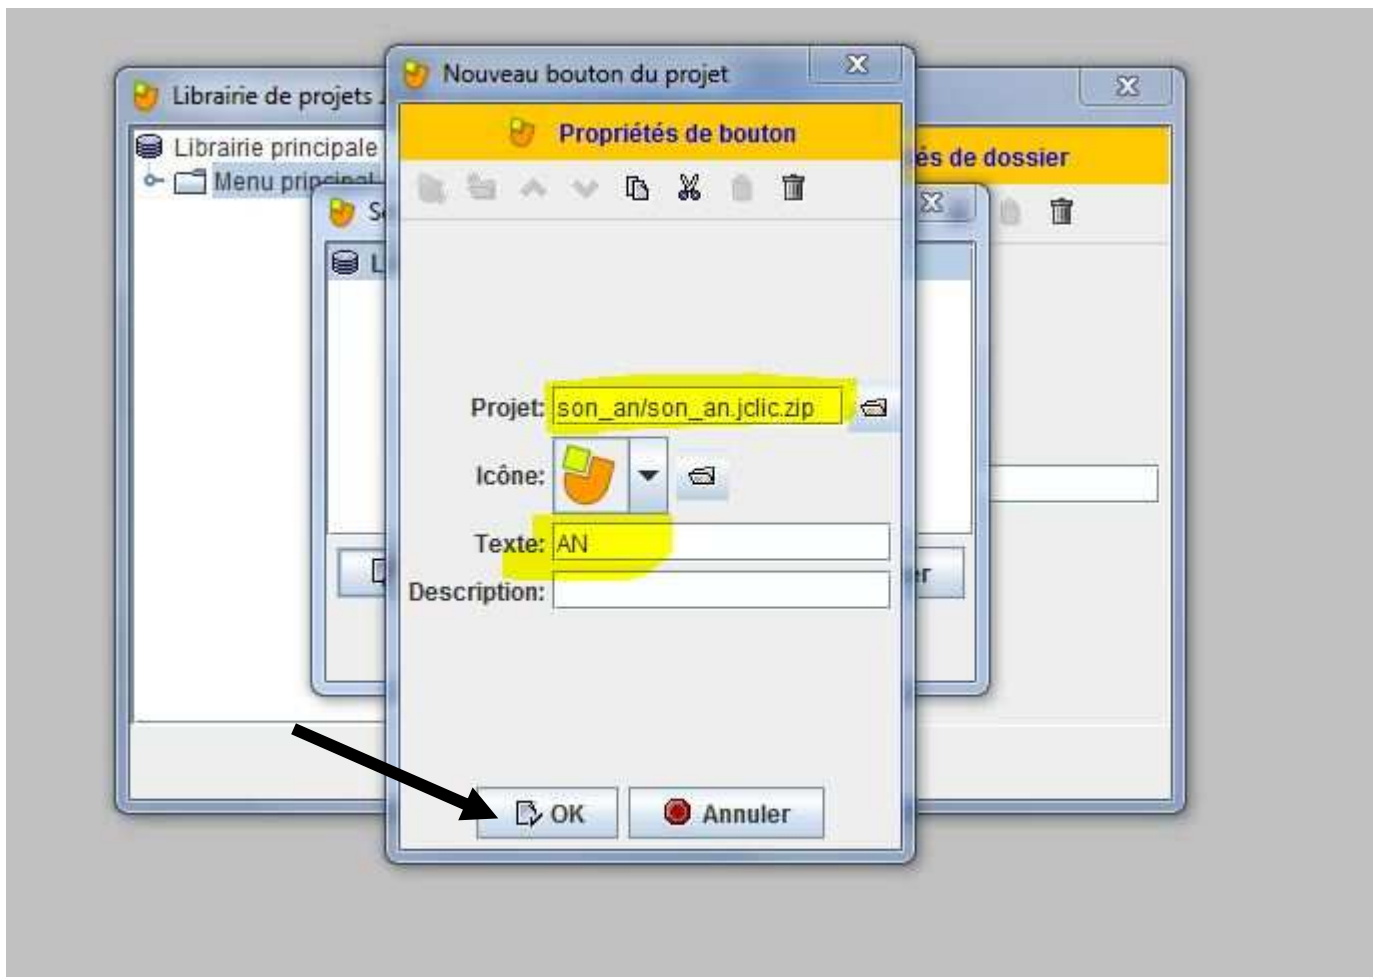 Nouveau bouton du projet
Librairie de projets
Propriétés de bouton
Librairie principale
és de dossier
Menu principal
Projet: son_an/son_an.jclic.zip
Icône:
Texte: AN
Description:
OK
Annuler